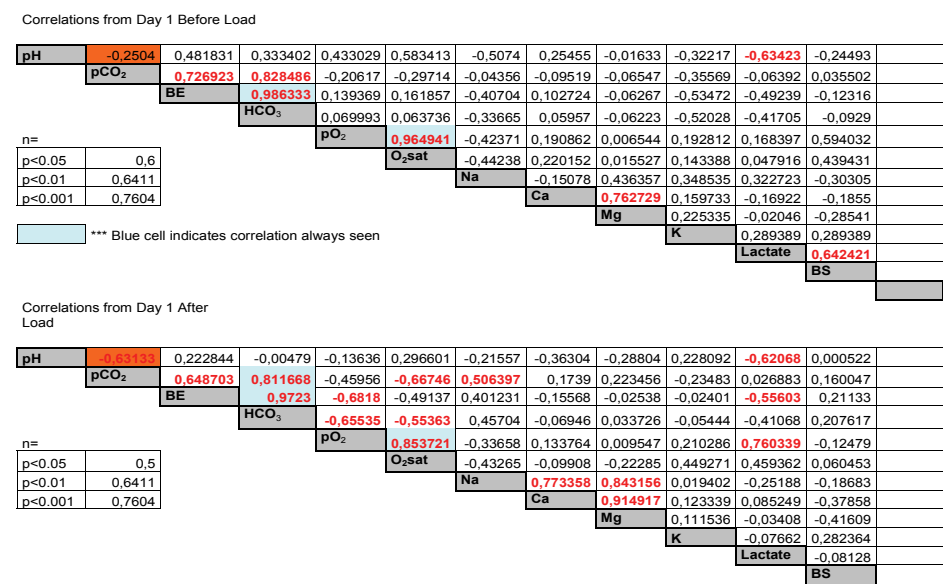 Correlations from Day 1 Before Load
pH -0,2504 0,481831 0,333402 0,433029 0,583413 -0,5074 0,25455 -0,01633 -0,32217 -0,63423 -0,24493
pCO₂ 0,726923 0,828486 -0,20617 -0,29714 -0,04356 -0,09519 -0,06547 -0,35569 -0,06392 0,035502
BE 0,986333 0,139369 0,161857 -0,40704 0,102724 -0,06267 -0,53472 -0,49239 -0,12316
HCO₃ 0,069993 0,063736 -0,33665 0,05957 -0,06223 -0,52028 -0,41705 -0,0929
n= pO₂ 0,964941 -0,42371 0,190862 0,006544 0,192812 0,168397 0,594032
p<0.05 0,6 O₂sat -0,44238 0,220152 0,015527 0,143388 0,047916 0,439431
p<0.01 0,6411 Na -0,15078 0,436357 0,348535 0,322723 -0,30305
p<0.001 0,7604 Ca 0,762729 0,159733 -0,16922 -0,1855
Mg 0,225335 -0,02046 -0,28541
*** Blue cell indicates correlation always seen K 0,289389 0,289389
Lactate 0,642421
BS
Correlations from Day 1 After
Load
pH -0,63133 0,222844 -0,00479 -0,13636 0,296601 -0,21557 -0,36304 -0,28804 0,228092 -0,62068 0,000522
pCO₂ 0,648703 0,811668 -0,45956 -0,66746 0,506397 0,1739 0,223456 -0,23483 0,026883 0,160047
BE 0,9723 -0,6818 -0,49137 0,401231 -0,15568 -0,02538 -0,02401 -0,55603 0,21133
HCO₃ -0,65535 -0,55363 0,45704 -0,06946 0,033726 -0,05444 -0,41068 0,207617
n= pO₂ 0,853721 -0,33658 0,133764 0,009547 0,210286 0,760339 -0,12479
p<0.05 0,5 O₂sat -0,43265 -0,09908 -0,22285 0,449271 0,459362 0,060453
p<0.01 0,6411 Na 0,773358 0,843156 0,019402 -0,25188 -0,18683
p<0.001 0,7604 Ca 0,914917 0,123339 0,085249 -0,37858
Mg 0,111536 -0,03408 -0,41609
K -0,07662 0,282364
Lactate -0,08128
BS